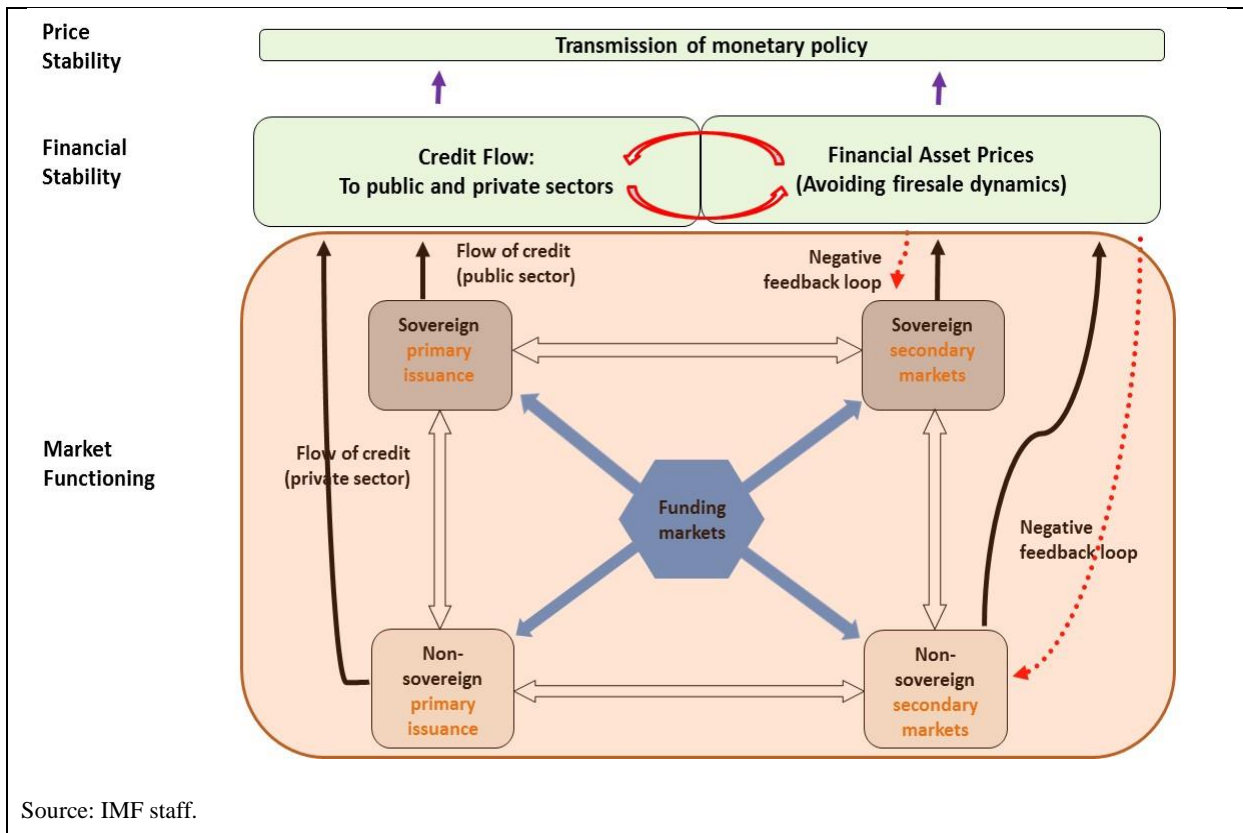 Price
Stability
Transmission of monetary policy
Financial
Stability
Credit Flow:
To public and private sectors
Financial Asset Prices
(Avoiding firesale dynamics)
Flow of credit
(public sector)
Negative
feedback loop
Sovereign
primary
issuance
Sovereign
secondary
markets
Market
Functioning
Flow of credit
(private sector)
Funding
markets
Negative
feedback loop
Non-
sovereign
primary
issuance
Non-
sovereign
secondary
markets
Source: IMF staff.